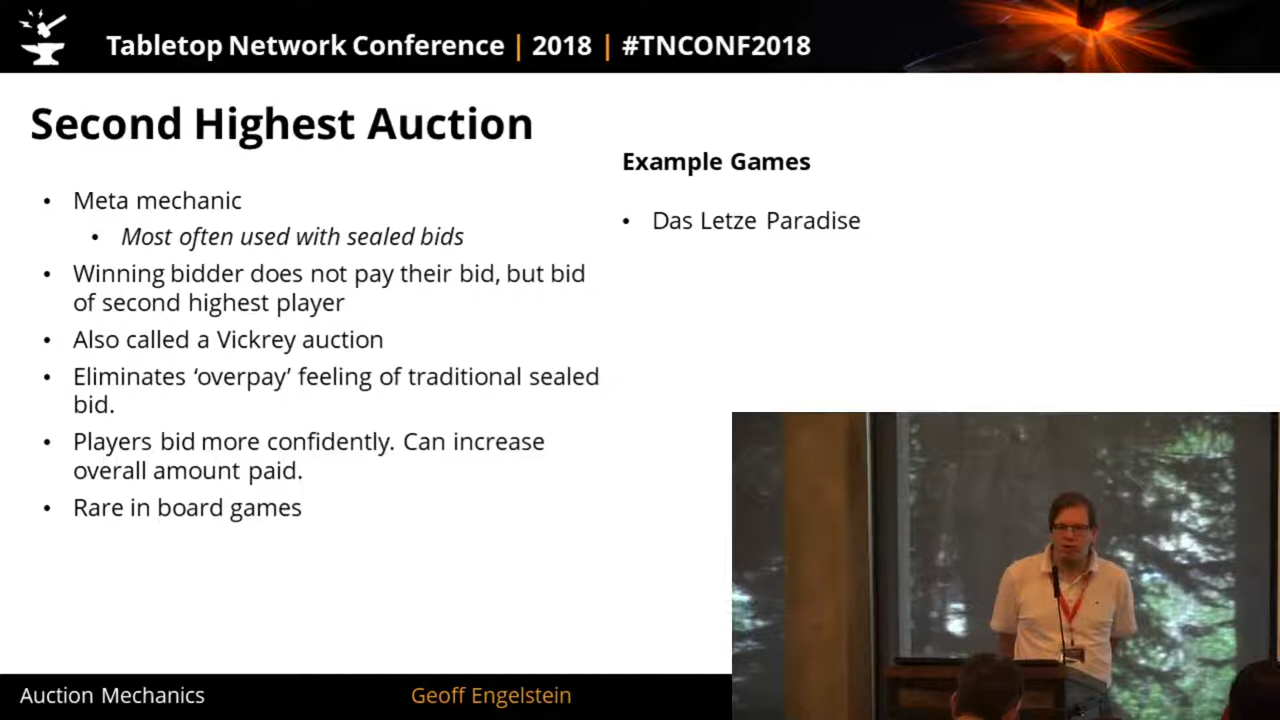 Tabletop Network Conference | 2018 | #TNCONF2018
Second Highest Auction
• Meta mechanic
• Most often used with sealed bids
• Winning bidder does not pay their bid, but bid
of second highest player
• Also called a Vickrey auction
• Eliminates ‘overpay’ feeling of traditional sealed
bid.
• Players bid more confidently. Can increase
overall amount paid.
• Rare in board games
Example Games
• Das Letze Paradise
Auction Mechanics
Geoff Engelstein